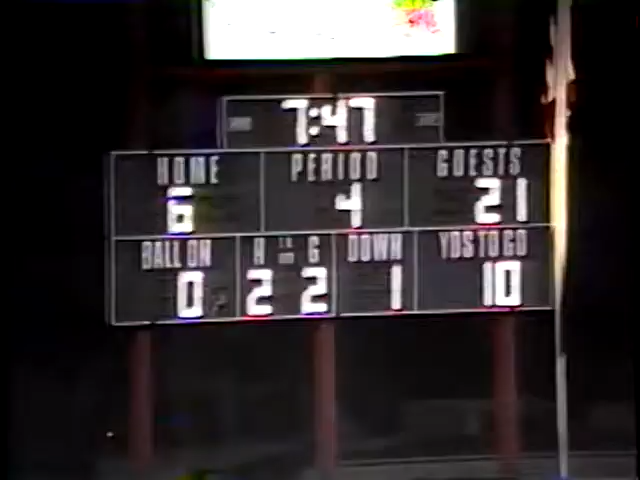 7:47
HOME PERIOD GUESTS
6 4 21
BALL ON H G DOWN YDS TO GO
0 2 2 1 10